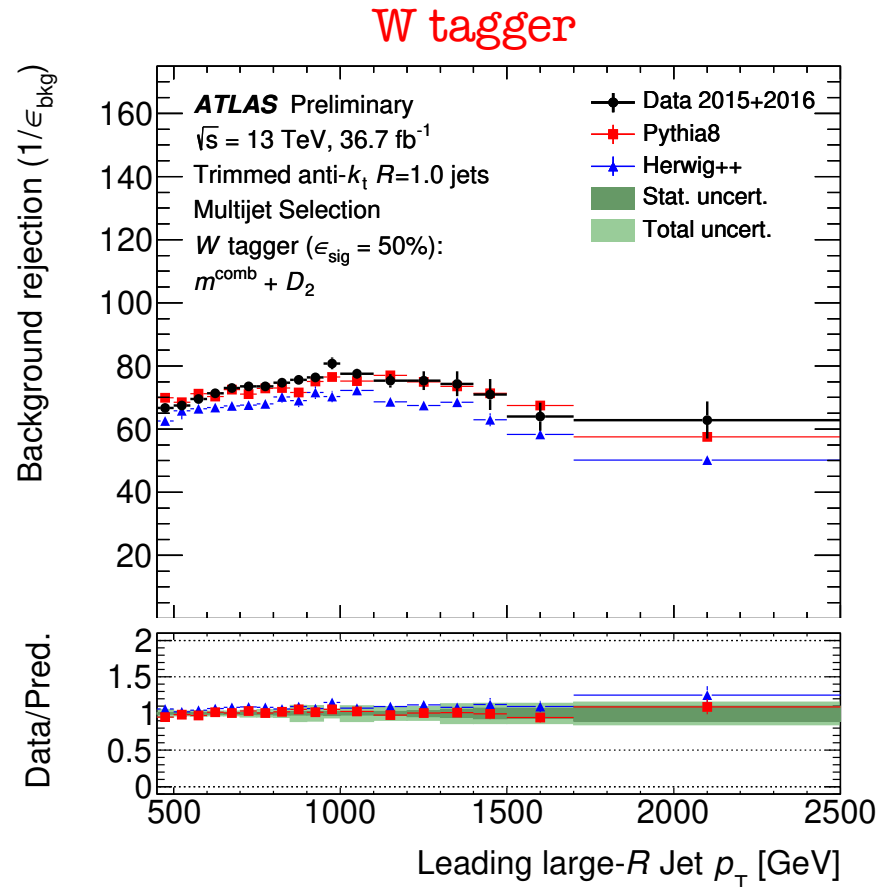 W tagger
Background rejection (1/ϵbkg)
160
140
120
100
80
60
40
20
ATLAS Preliminary
√s = 13 TeV, 36.7 fb⁻¹
Trimmed anti-kt R=1.0 jets
Multijet Selection
W tagger (ϵsig = 50%):
mcomb + D2
Data 2015+2016
Pythia8
Herwig++
Stat. uncert.
Total uncert.
Data/Pred.
2
1.5
1
0.5
0
500 1000 1500 2000 2500
Leading large-R Jet pT [GeV]